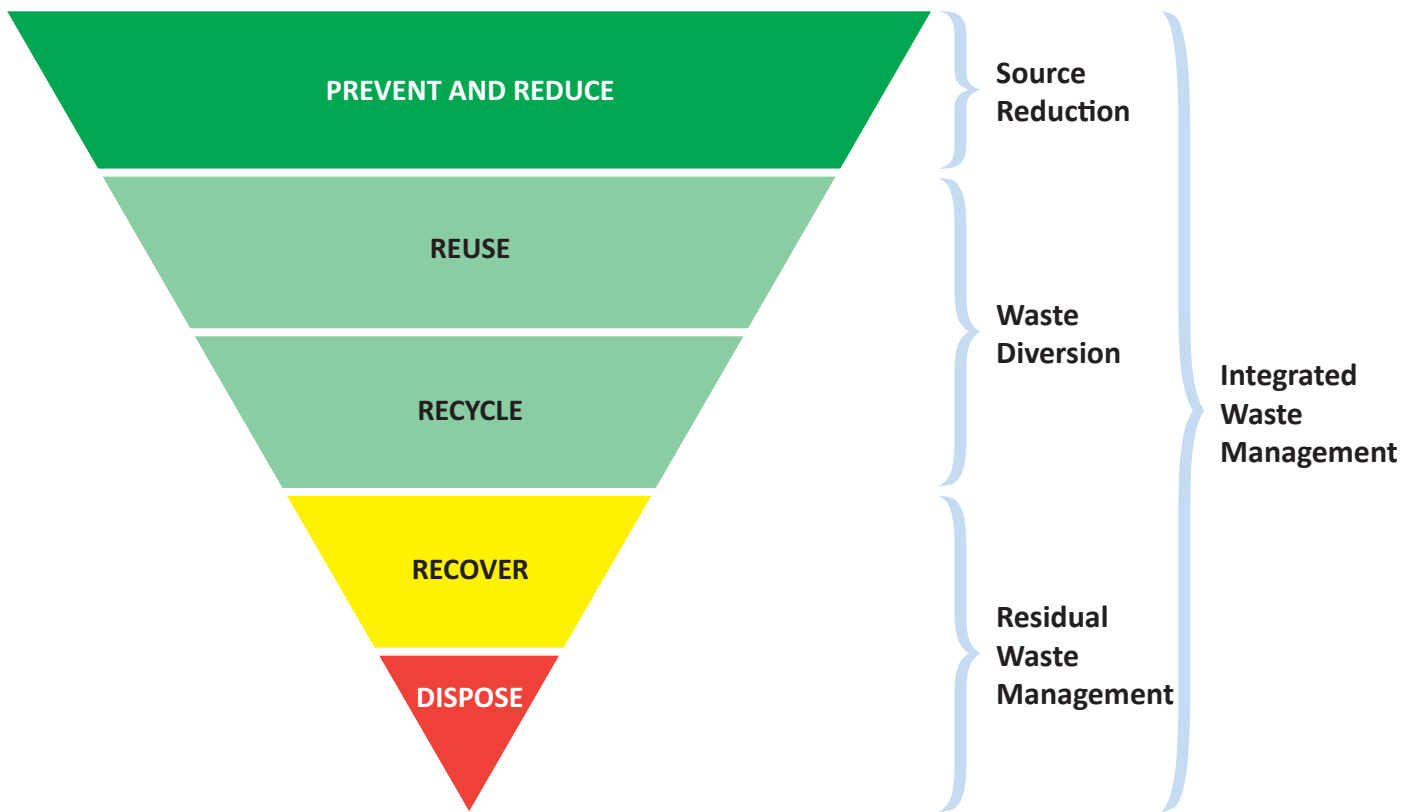 PREVENT AND REDUCE
Source
Reduction
REUSE
Waste
Diversion
RECYCLE
Integrated
Waste
Management
RECOVER
Residual
Waste
Management
DISPOSE